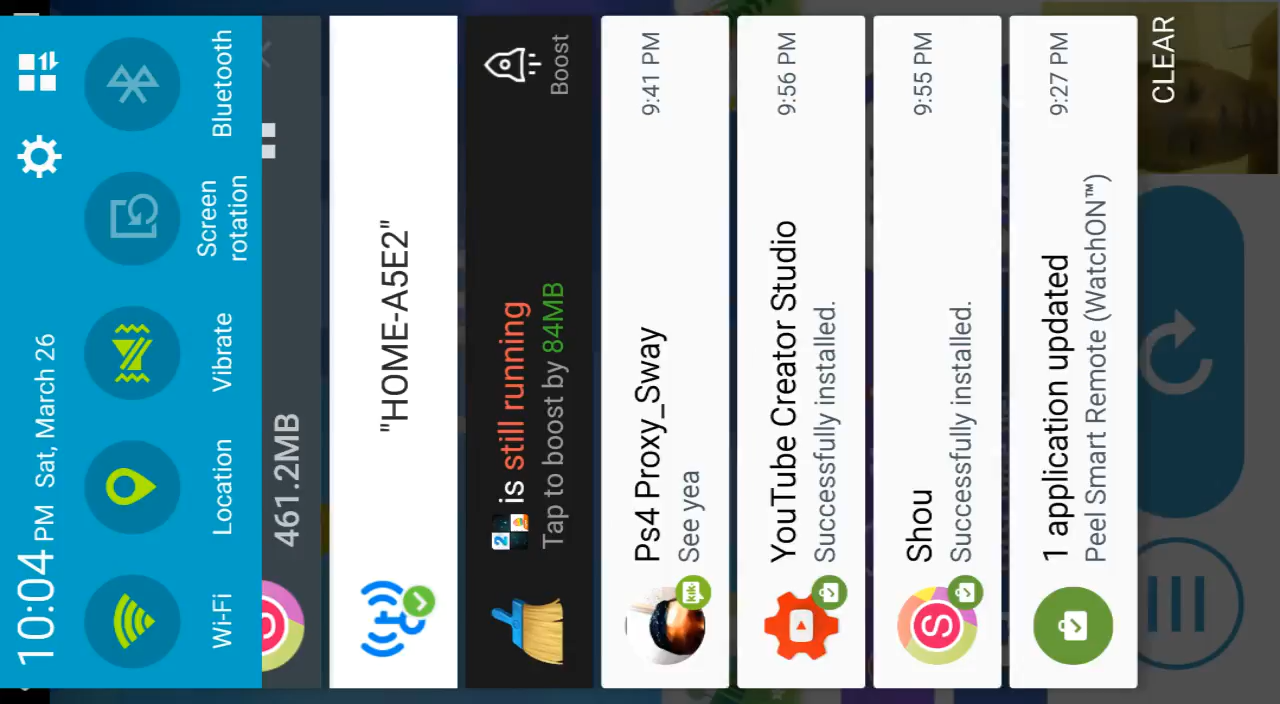 10:04 PM Sat, March 26
Wi-Fi
Location
Vibrate
Screen
rotation
Bluetooth
461.2MB
"HOME-A5E2"
is still running
Tap to boost by 84MB
Boost
Ps4 Proxy_Sway
9:41 PM
See yea
kik
YouTube Creator Studio
9:56 PM
Successfully installed.
Shou
9:55 PM
Successfully installed.
1 application updated
9:27 PM
Peel Smart Remote (WatchON™)
CLEAR